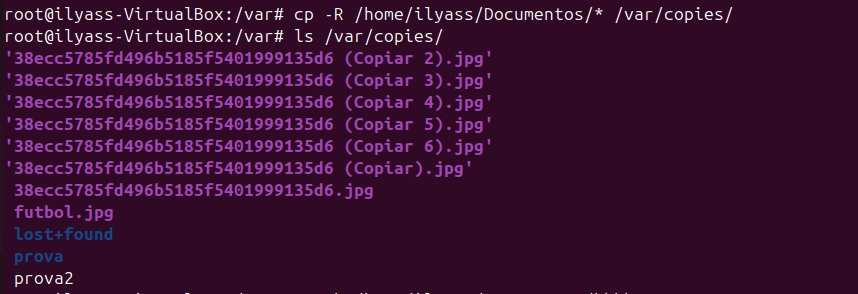 root@ilyass-VirtualBox:/var# cp -R /home/ilyass/Documentos/* /var/copies/
root@ilyass-VirtualBox:/var# ls /var/copies/
'38ecc5785fd496b5185f5401999135d6 (Copiar 2).jpg'
'38ecc5785fd496b5185f5401999135d6 (Copiar 3).jpg'
'38ecc5785fd496b5185f5401999135d6 (Copiar 4).jpg'
'38ecc5785fd496b5185f5401999135d6 (Copiar 5).jpg'
'38ecc5785fd496b5185f5401999135d6 (Copiar 6).jpg'
'38ecc5785fd496b5185f5401999135d6 (Copiar).jpg'
38ecc5785fd496b5185f5401999135d6.jpg
futbol.jpg
lost+found
prova
prova2